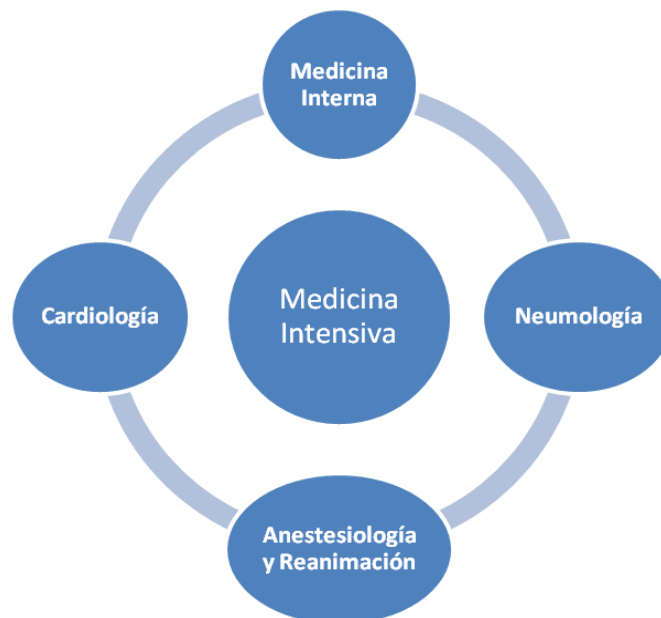 Medicina
Interna
Cardiología
Medicina
Intensiva
Neumología
Anestesiología
y Reanimación